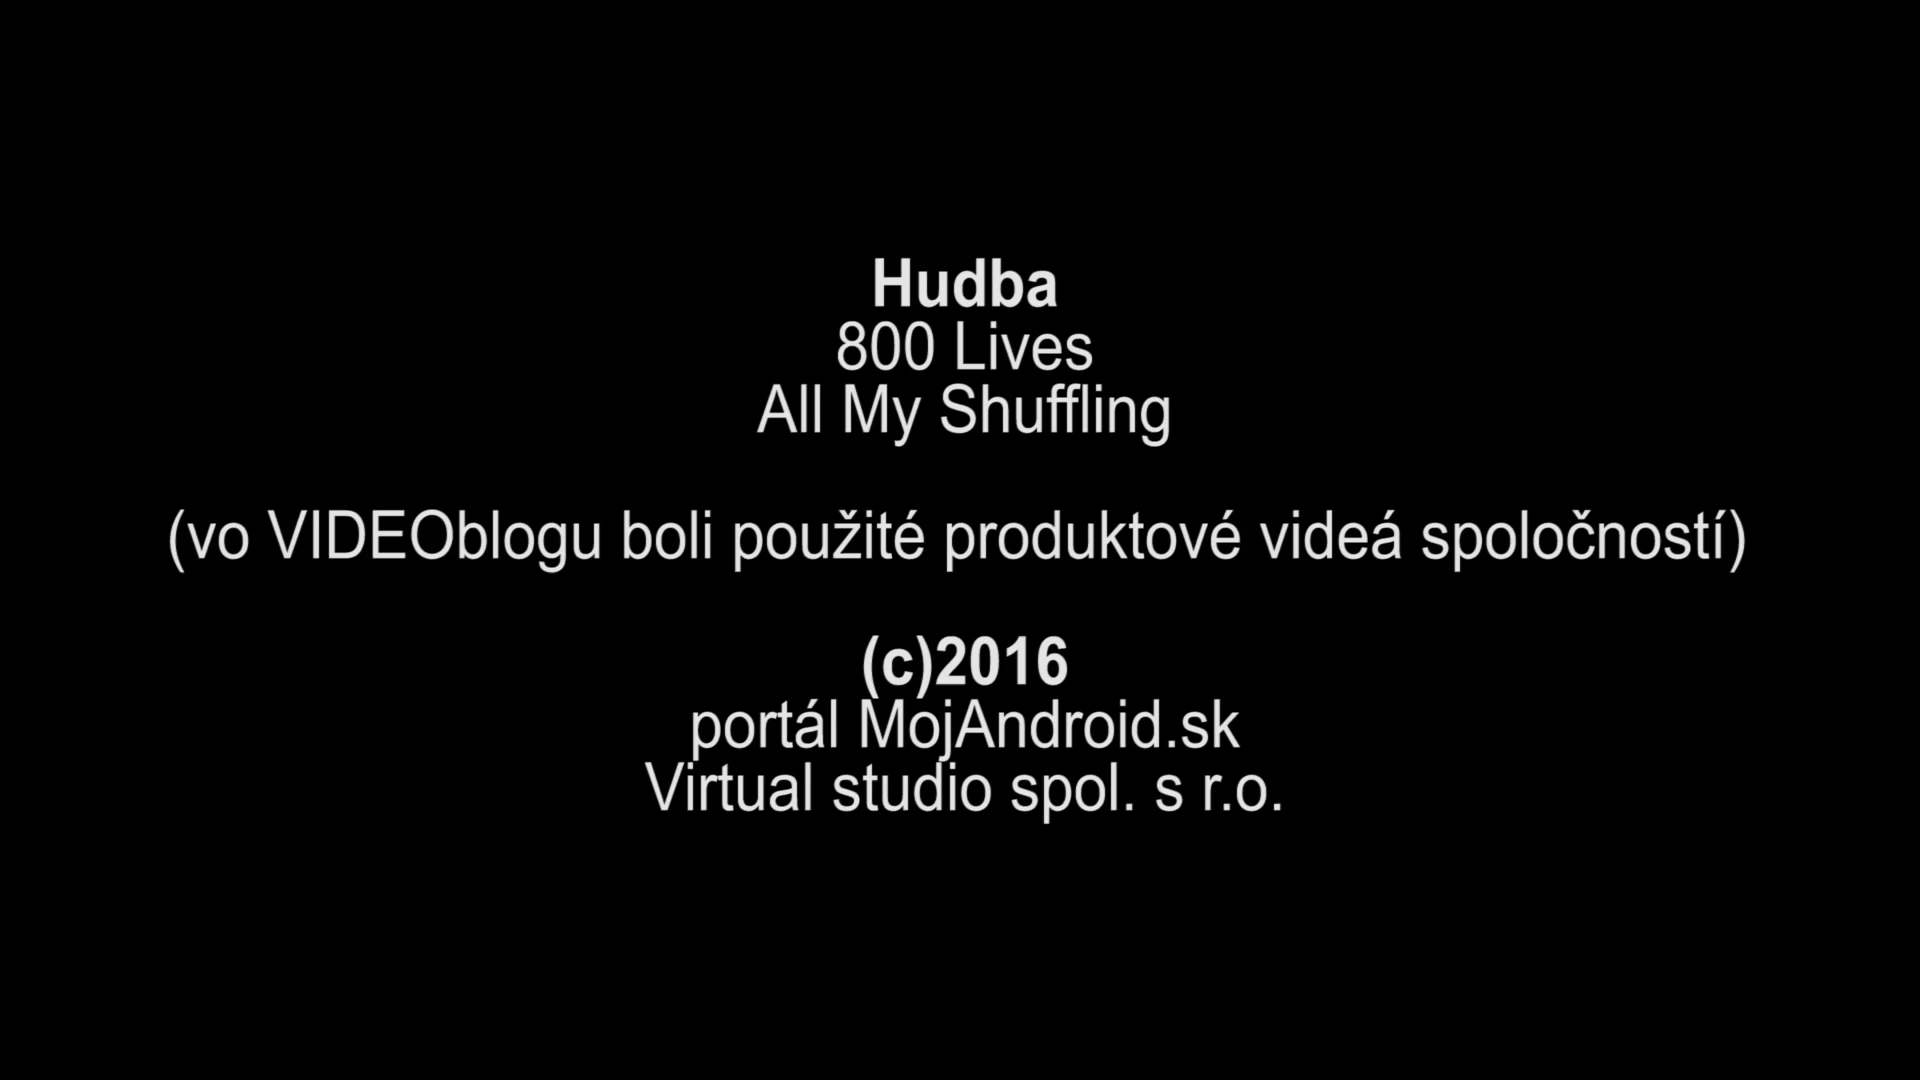 Hudba
800 Lives
All My Shuffling
(vo VIDEOblogu boli použité produktové videá spoločností)
(c)2016
portál MojAndroid.sk
Virtual studio spol. s r.o.